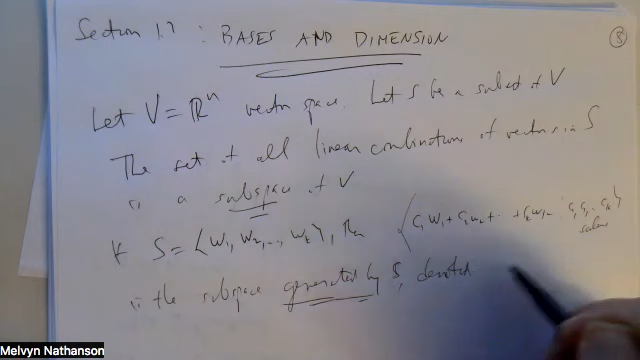 Section 1.7 : BASES AND DIMENSION
8
Let V = ℝⁿ vector space. Let S be a subset of V
The set of all linear combinations of vectors in S
is a subspace of V
If S = {w₁, w₂, ..., wₖ}, then {c₁w₁ + c₂w₂ + ... + cₖwₖ : c₁, c₂, ... cₖ}
scalars
is the subspace generated by S, denoted
Melvyn Nathanson